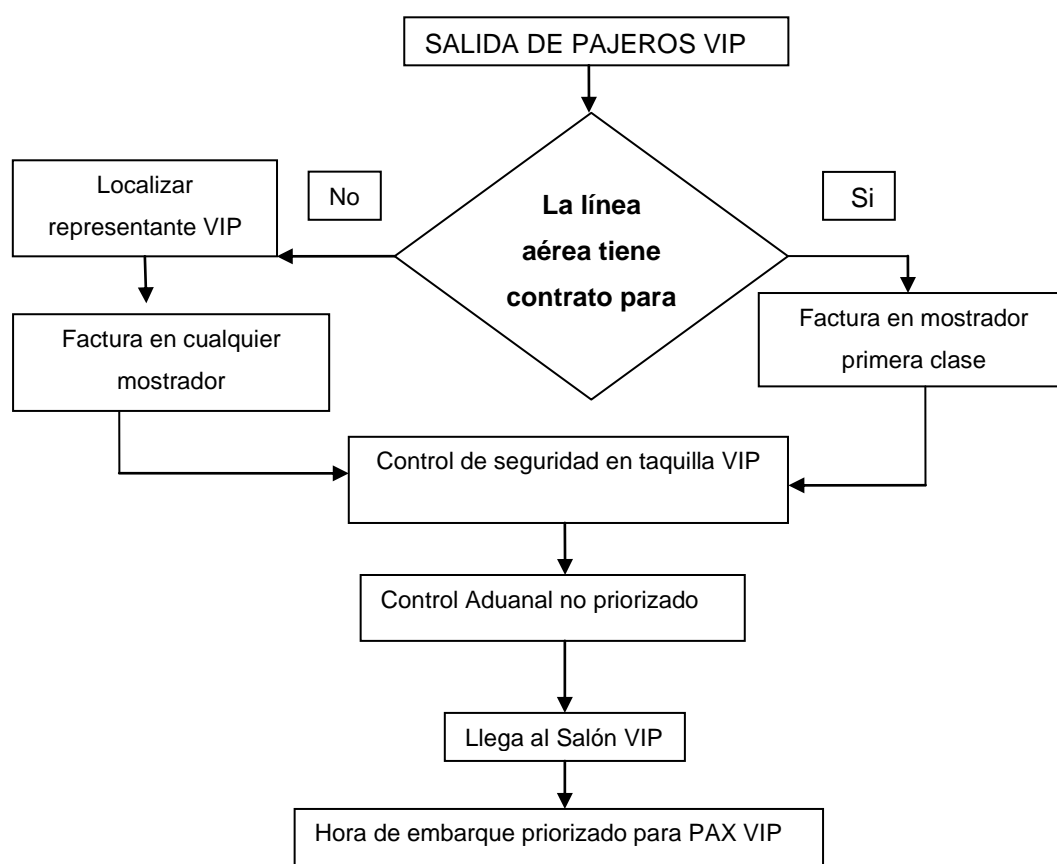 SALIDA DE PAJEROS VIP
Localizar
representante VIP
No
La línea
aérea tiene
contrato para
Si
Factura en cualquier
mostrador
Factura en mostrador
primera clase
Control de seguridad en taquilla VIP
Control Aduanal no priorizado
Llega al Salón VIP
Hora de embarque priorizado para PAX VIP